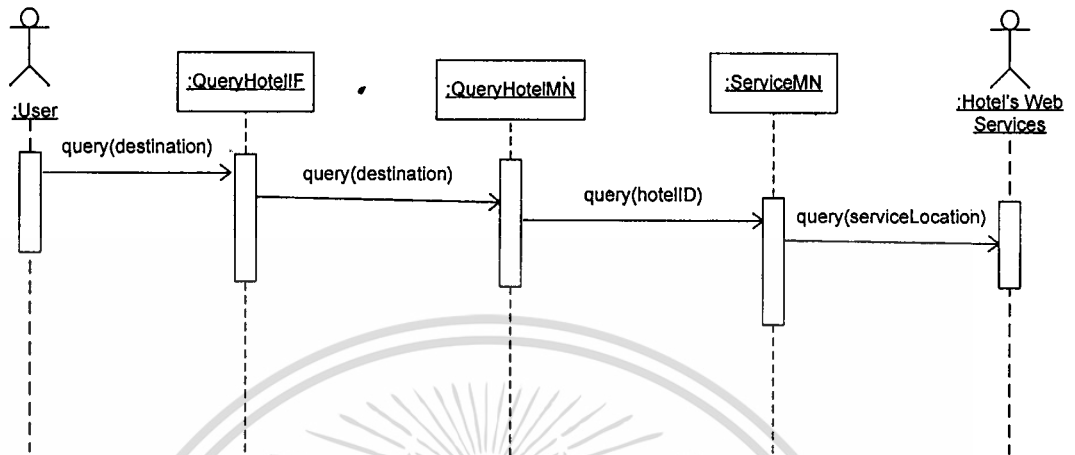 :User
:QueryHotelIF
:QueryHotelMN
:ServiceMN
:Hotel's Web
Services
query(destination)
query(destination)
query(hotelID)
query(serviceLocation)